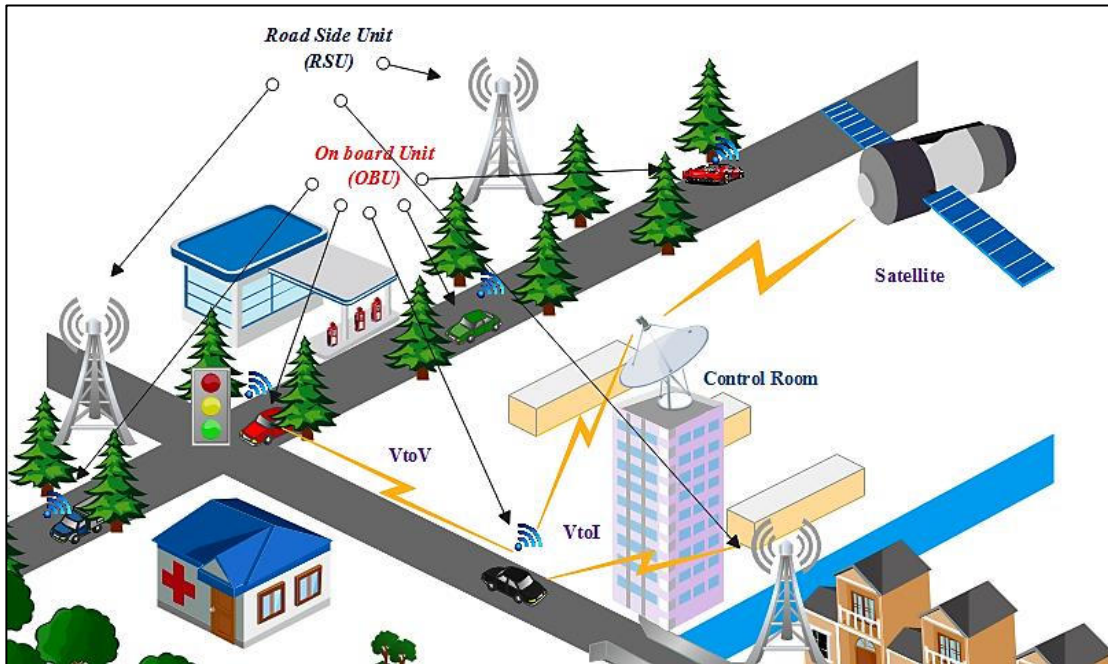 Road Side Unit
(RSU)
On board Unit
(OBU)
Satellite
Control Room
VtoV
VtoI